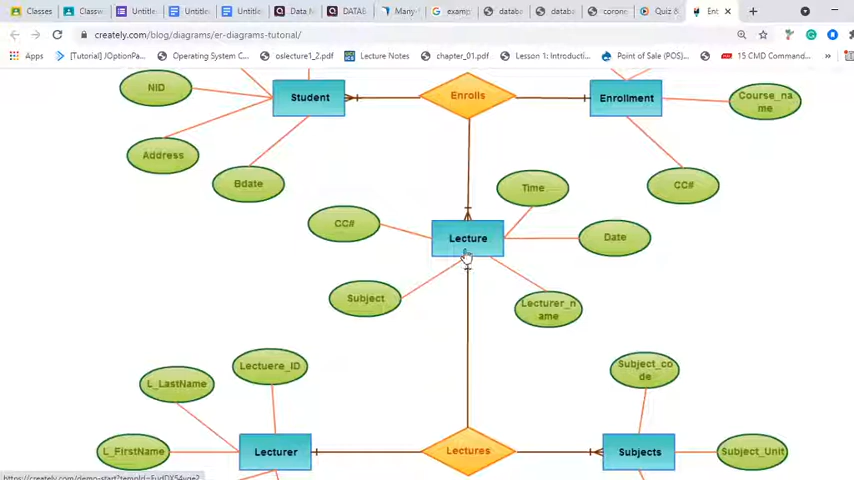 Classes
Classw
Untitle
Untitle
Untitle
Data M
DATAB
Many-
examp
databa
databa
corone
Quiz &
Ent
creately.com/blog/diagrams/er-diagrams-tutorial/
Apps
[Tutorial] JOptionPa...
Operating System C...
oslecture1_2.pdf
Lecture Notes
chapter_01.pdf
Lesson 1: Introducti...
Point of Sale (POS)...
15 CMD Command...
»
NID
Student
Enrolls
Enrollment
Course_na
me
Address
Bdate
CC#
Time
CC#
Lecture
Date
Subject
Lecturer_n
ame
Lectuere_ID
Subject_co
de
L_LastName
L_FirstName
Lecturer
Lectures
Subjects
Subject_Unit